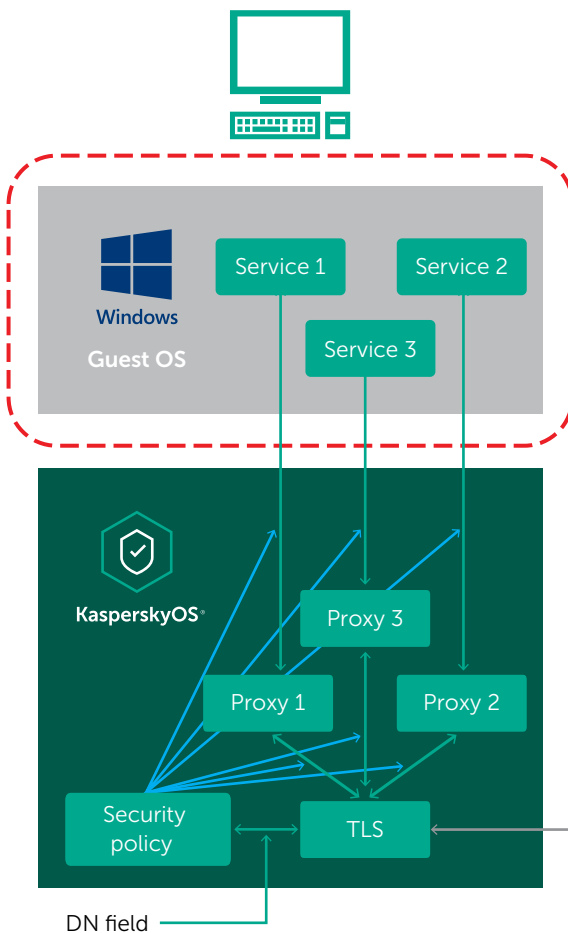 Service 1
Service 2
Windows
Service 3
Guest OS
KasperskyOS®
Proxy 3
Proxy 1
Proxy 2
Security
policy
TLS
DN field